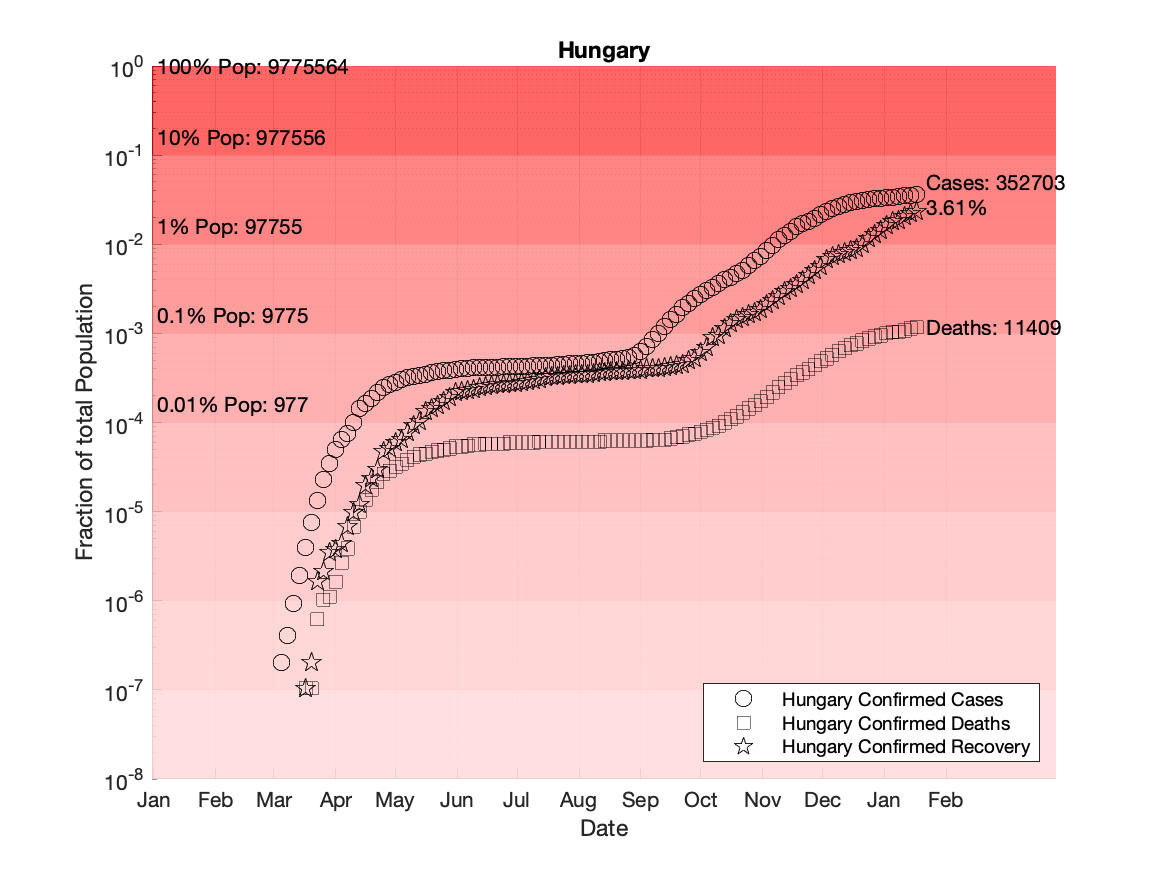 Hungary
10^0
100% Pop: 9775564
10% Pop: 977556
10^-1
Cases: 352703
3.61%
1% Pop: 97755
10^-2
0.1% Pop: 9775
Deaths: 11409
10^-3
0.01% Pop: 977
10^-4
10^-5
10^-6
10^-7
10^-8
Fraction of total Population
Hungary Confirmed Cases
Hungary Confirmed Deaths
Hungary Confirmed Recovery
Jan Feb Mar Apr May Jun Jul Aug Sep Oct Nov Dec Jan Feb
Date